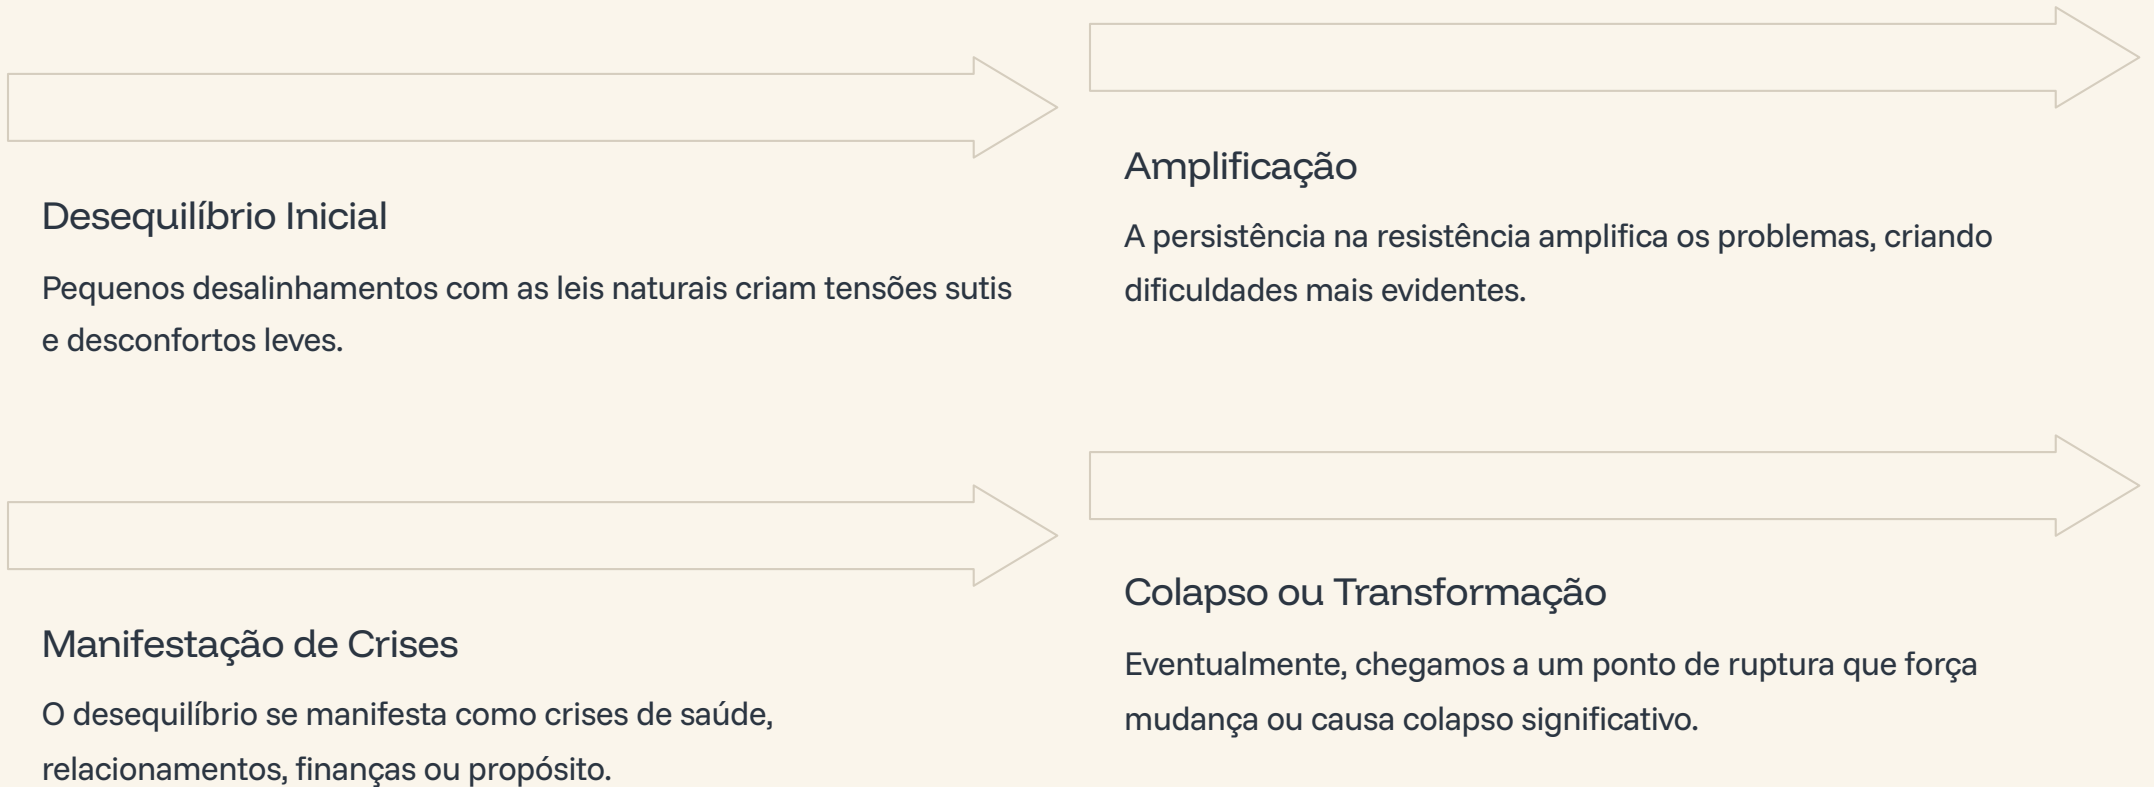 Desequilíbrio Inicial
Pequenos desalinhamentos com as leis naturais criam tensões sutis
e desconfortos leves.
Amplificação
A persistência na resistência amplifica os problemas, criando
dificuldades mais evidentes.
Manifestação de Crises
O desequilíbrio se manifesta como crises de saúde,
relacionamentos, finanças ou propósito.
Colapso ou Transformação
Eventualmente, chegamos a um ponto de ruptura que força
mudança ou causa colapso significativo.